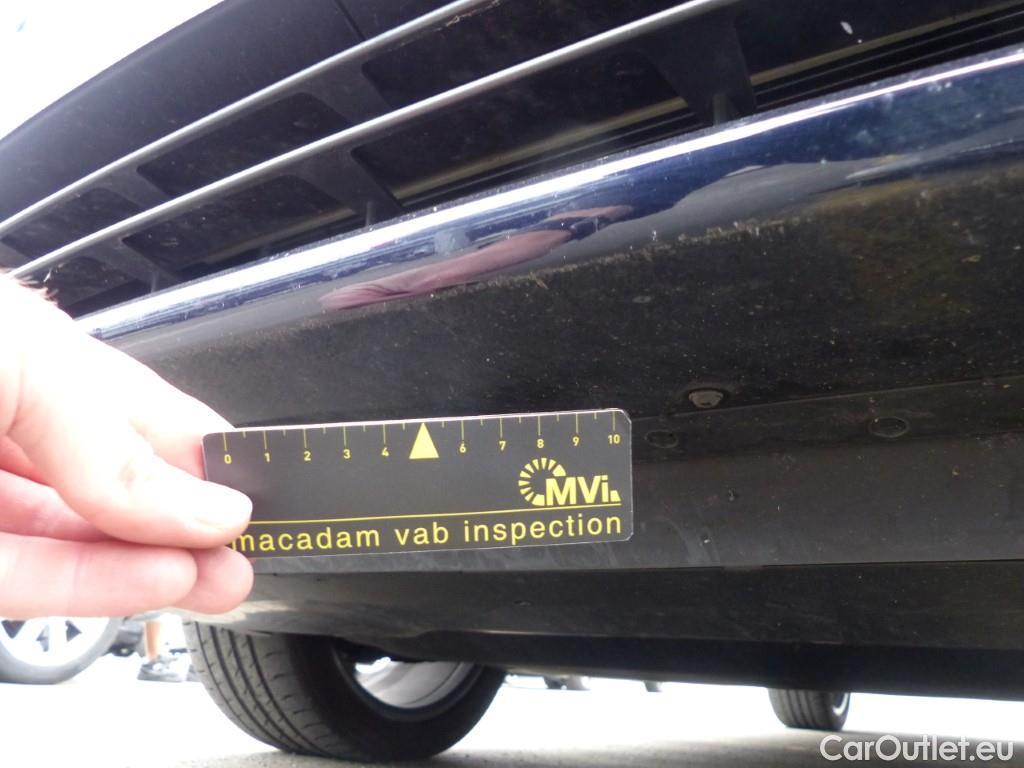 0 1 2 3 4 6 7 8 9 10
MVi.
macadam vab inspection
CarOutlet.eu